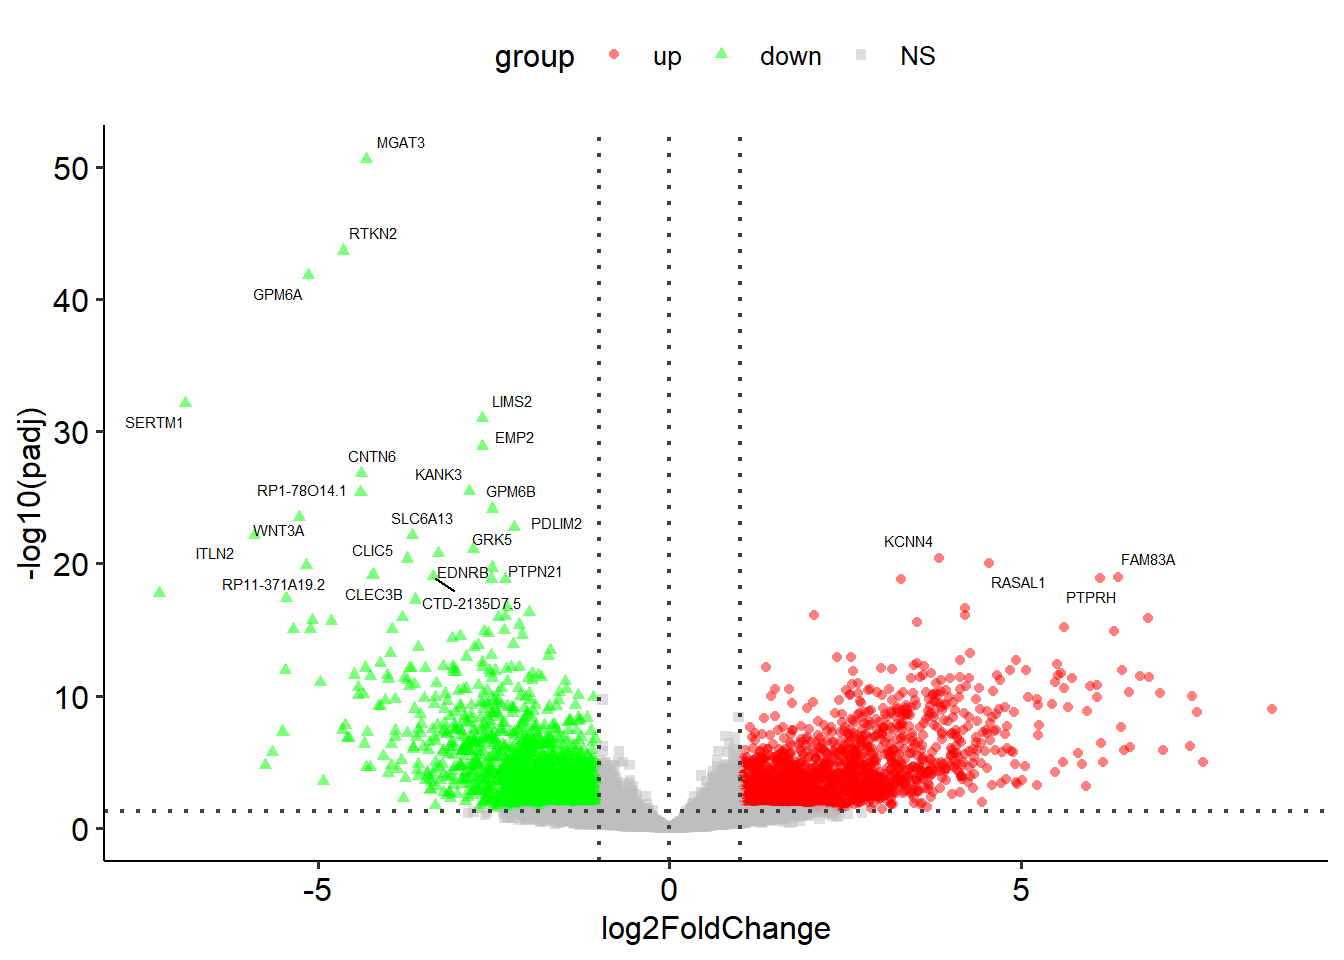 group up down NS
MGAT3
50
RTKN2
GPM6A
40
LIMS2
SERTM1
30
EMP2
CNTN6
KANK3
RP1-78O14.1
GPM6B
SLC6A13
PDLIM2
WNT3A
GRK5
KCNN4
CLIC5
ITLN2
FAM83A
20
EDNRB
PTPN21
RASAL1
RP11-371A19.2
CLEC3B
PTPRH
CTD-2135D7.5
10
0
-log10(padj)
-5 0 5
log2FoldChange